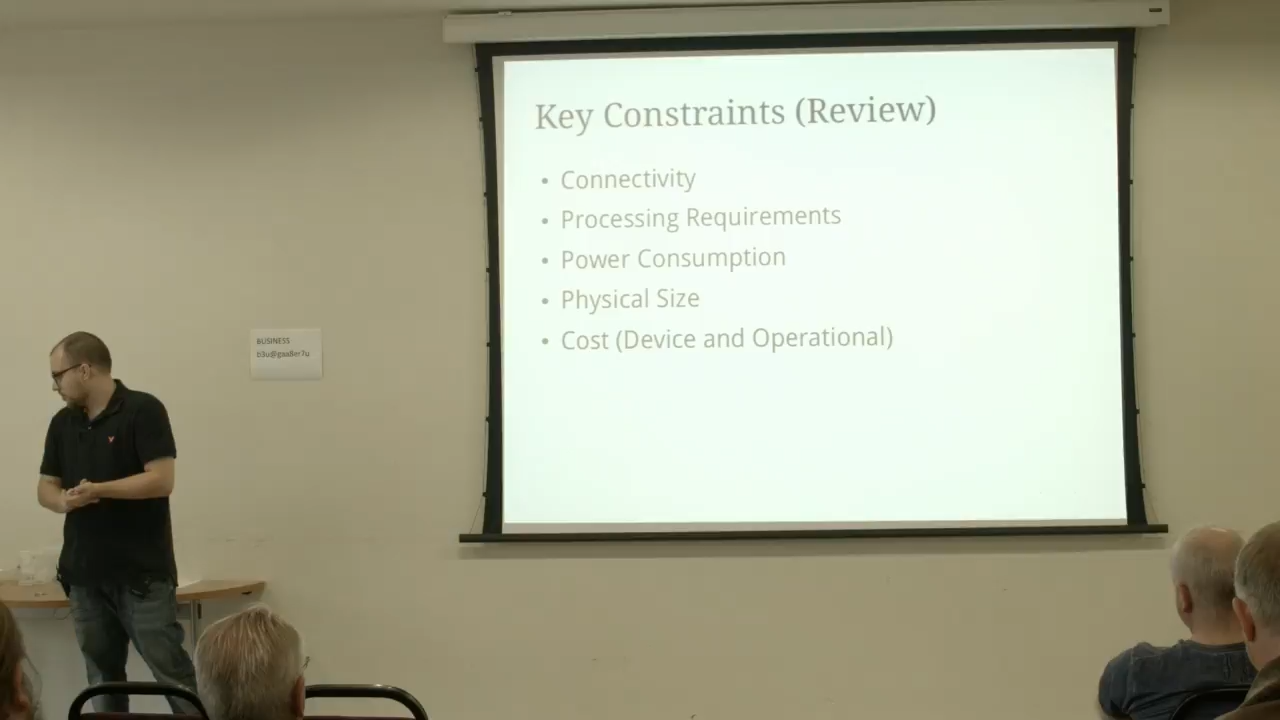 Key Constraints (Review)
• Connectivity
• Processing Requirements
• Power Consumption
• Physical Size
• Cost (Device and Operational)
BUSINESS